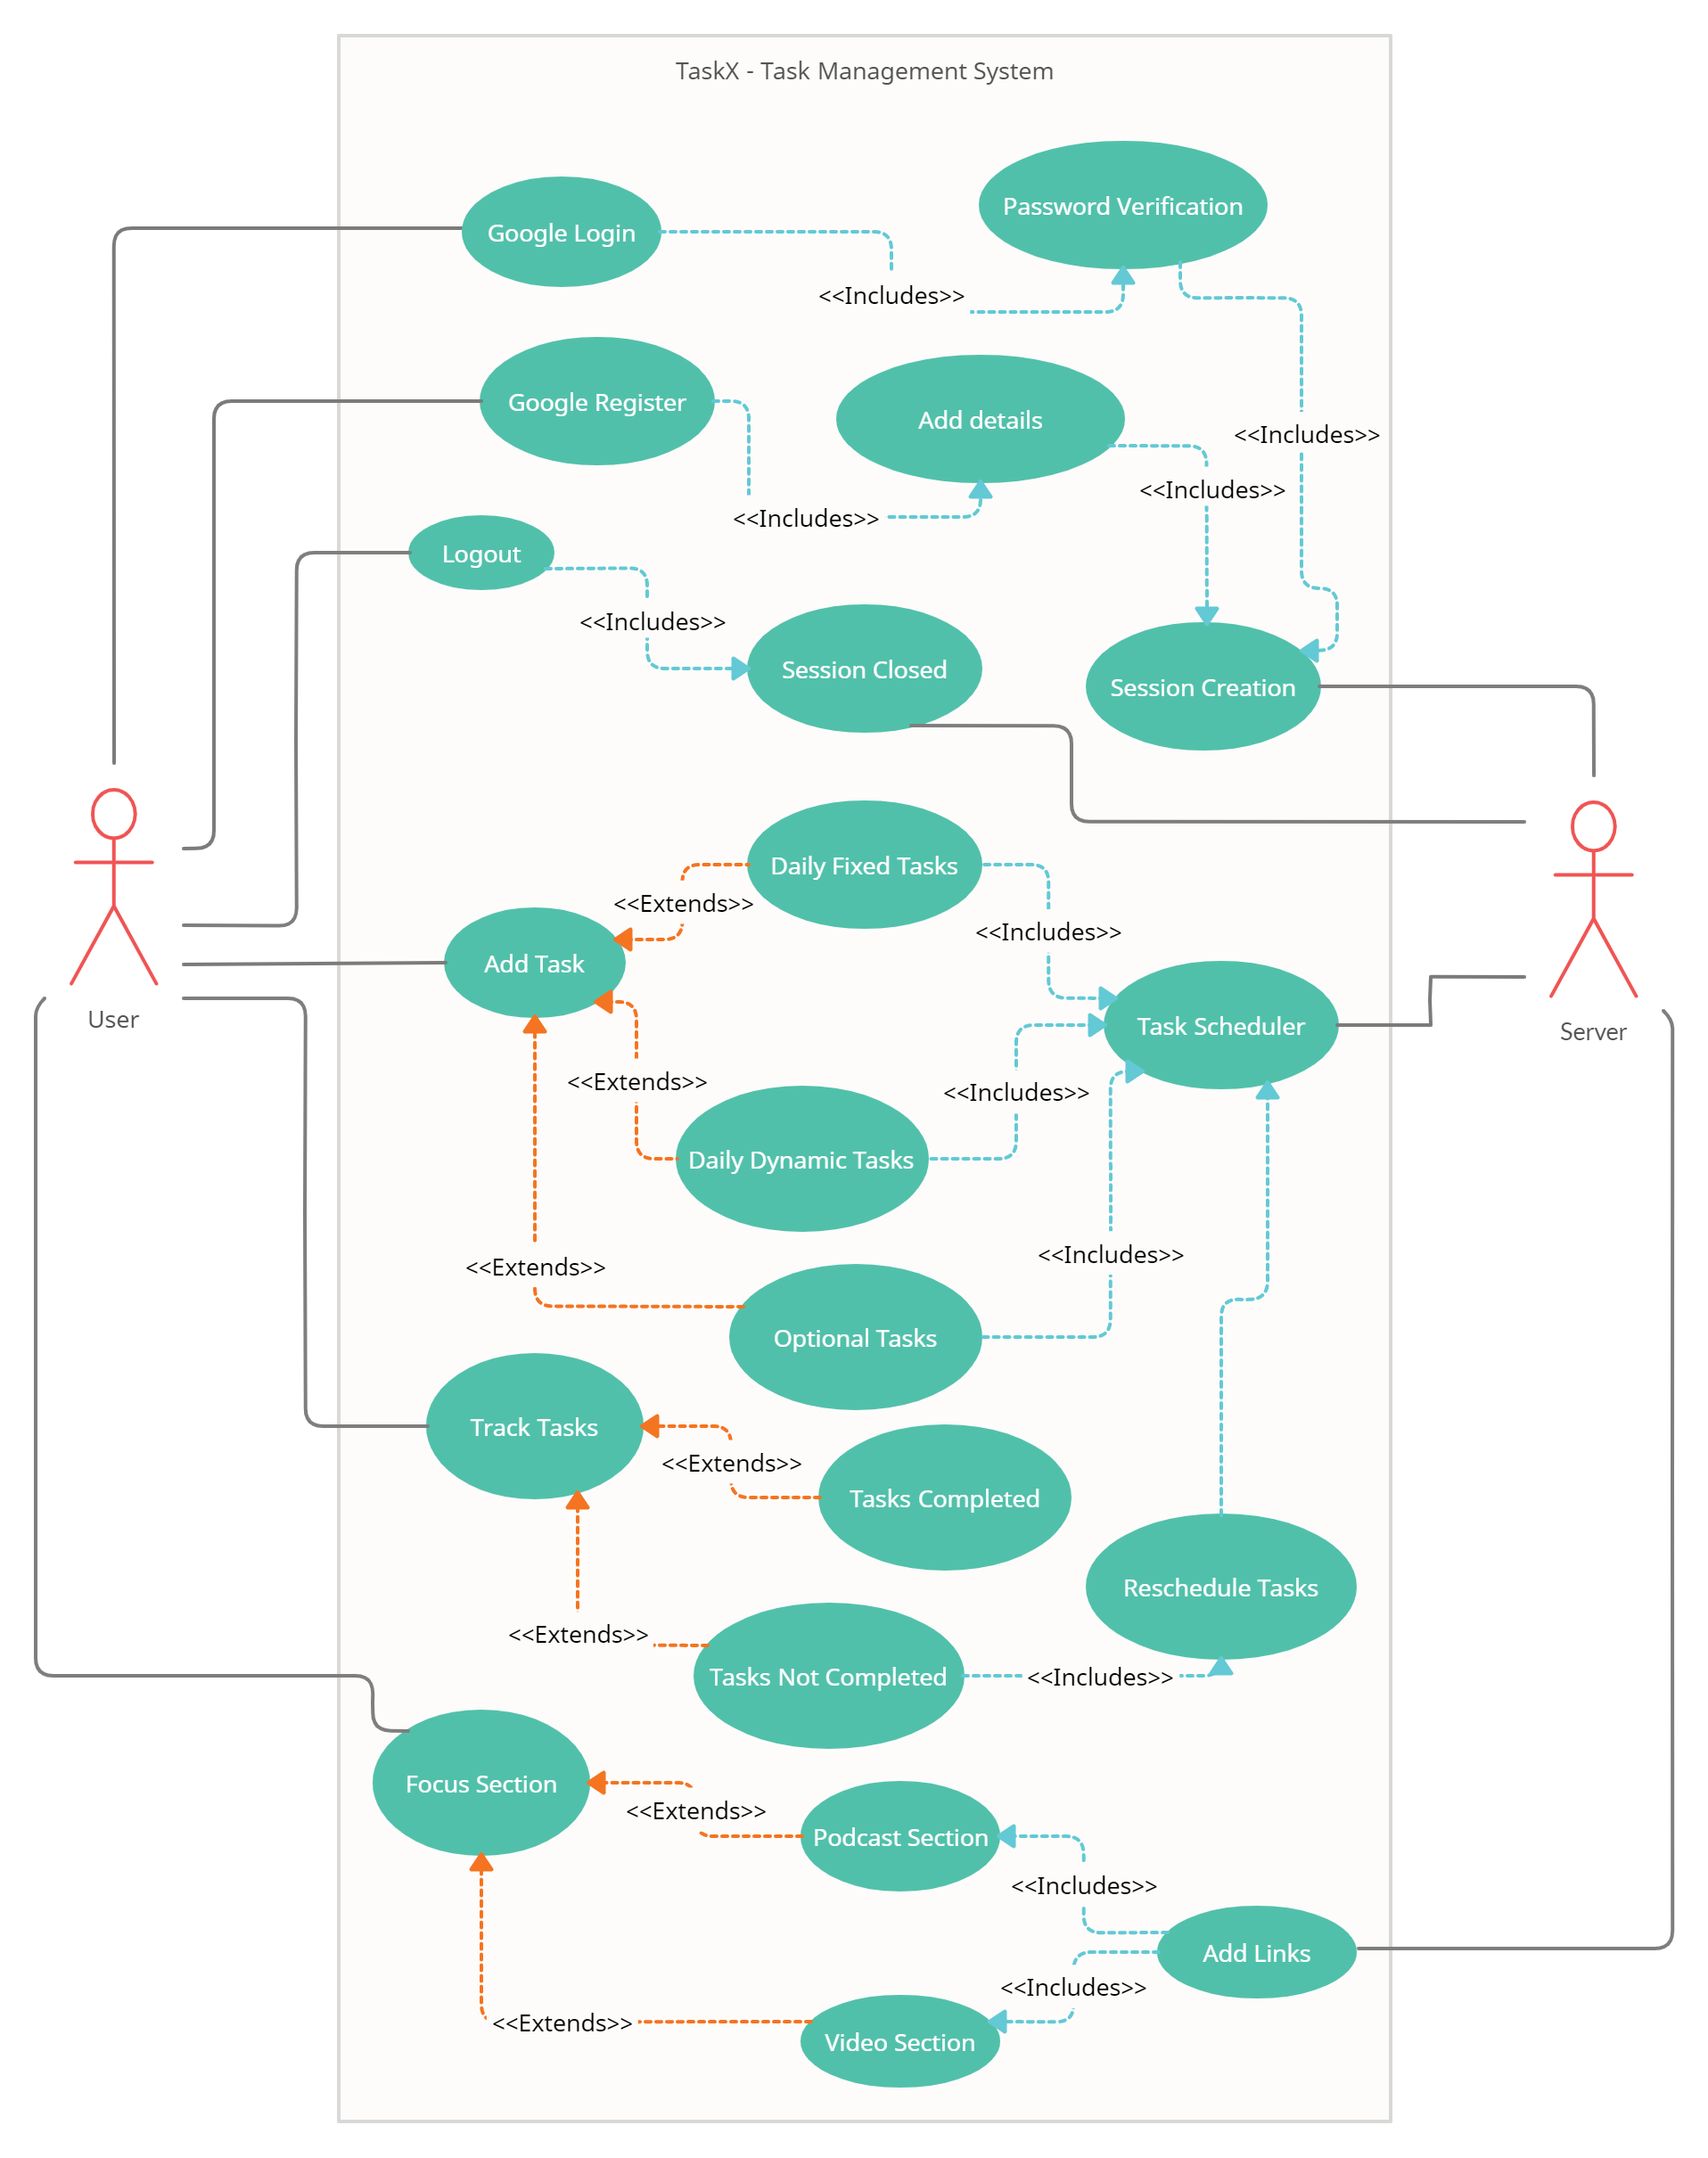 TaskX - Task Management System
Password Verification
Google Login
<<Includes>>
Google Register
Add details
<<Includes>>
<<Includes>>
<<Includes>>
Logout
<<Includes>>
Session Closed
Session Creation
Daily Fixed Tasks
<<Extends>>
<<Includes>>
Add Task
User
Task Scheduler
Server
<<Extends>>
<<Includes>>
Daily Dynamic Tasks
<<Includes>>
<<Extends>>
Optional Tasks
Track Tasks
<<Extends>>
Tasks Completed
Reschedule Tasks
<<Extends>>
Tasks Not Completed
<<Includes>>
Focus Section
<<Extends>>
Podcast Section
<<Includes>>
Add Links
<<Includes>>
<<Extends>>
Video Section